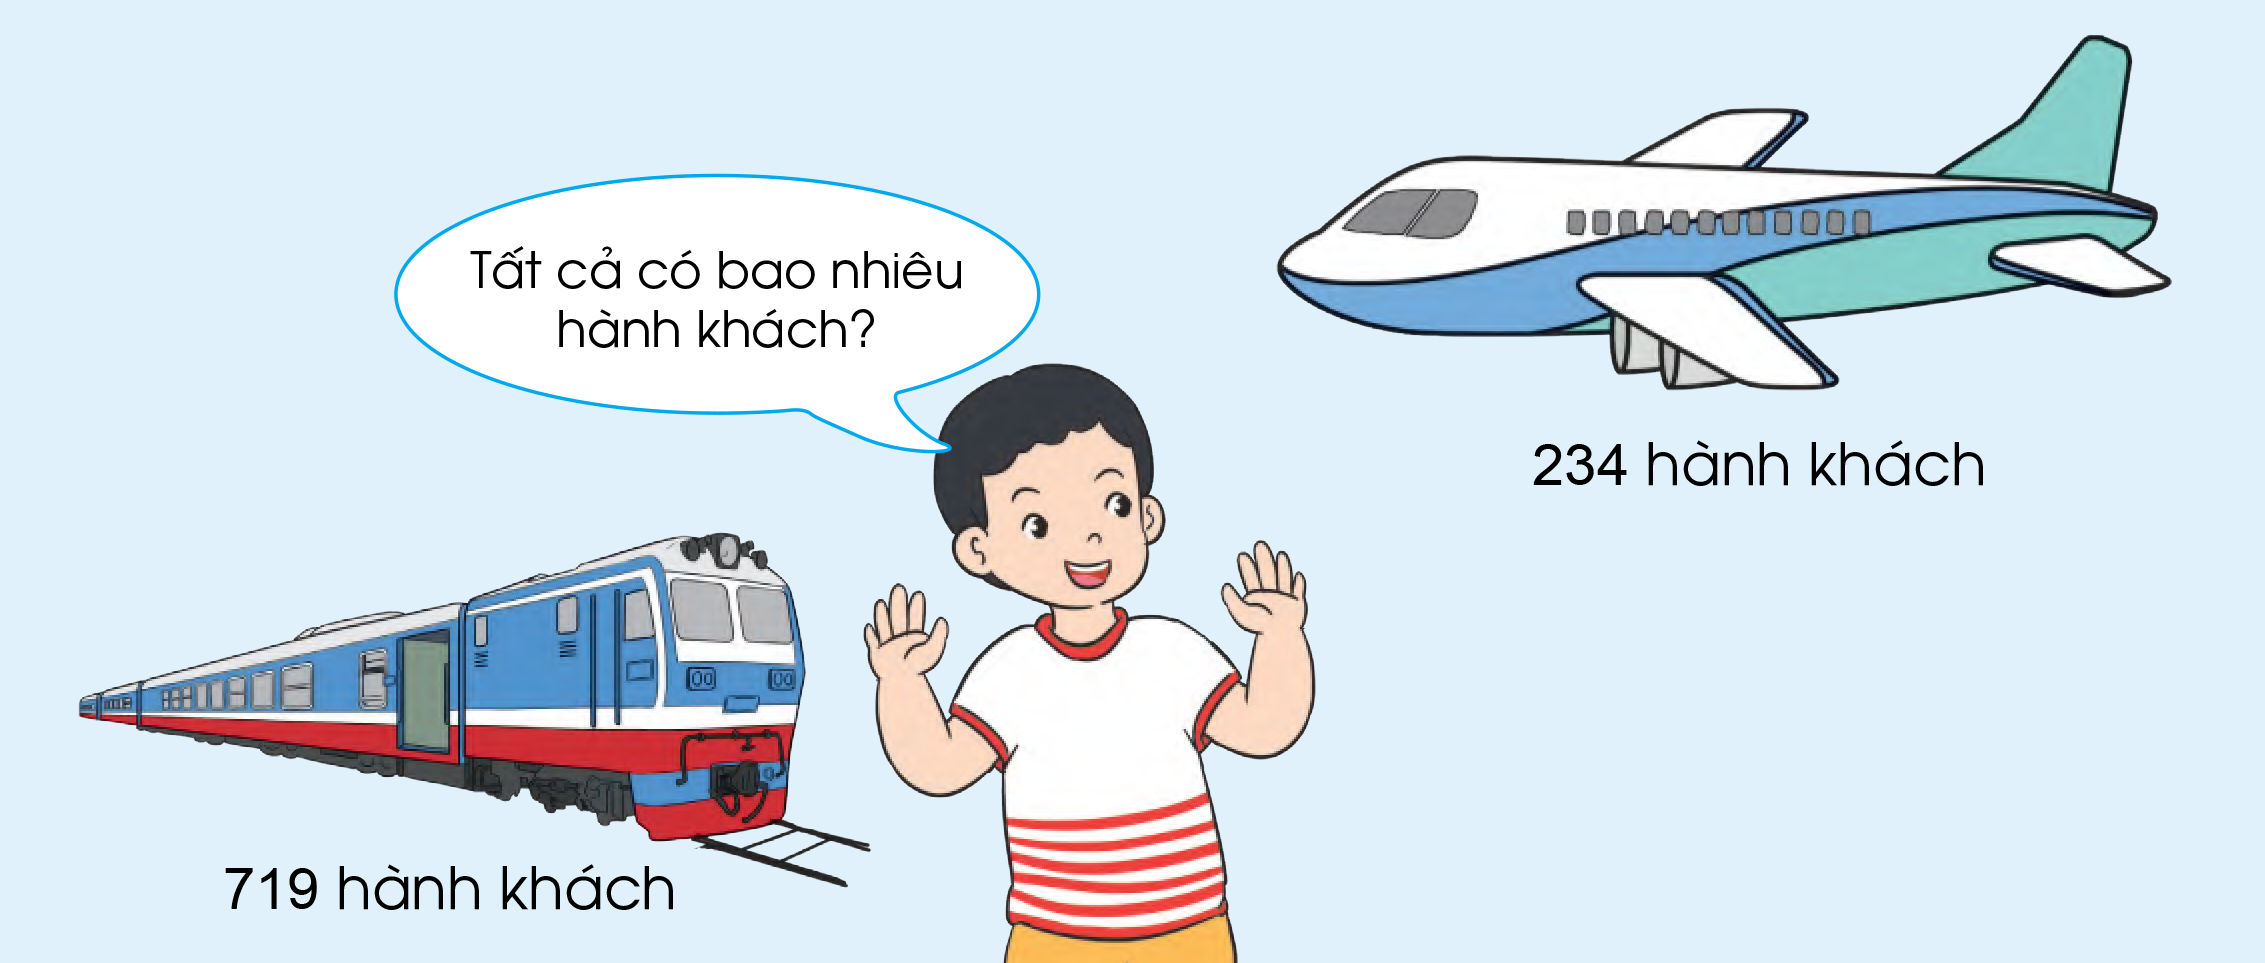 Tất cả có bao nhiêu
hành khách?
234 hành khách
719 hành khách